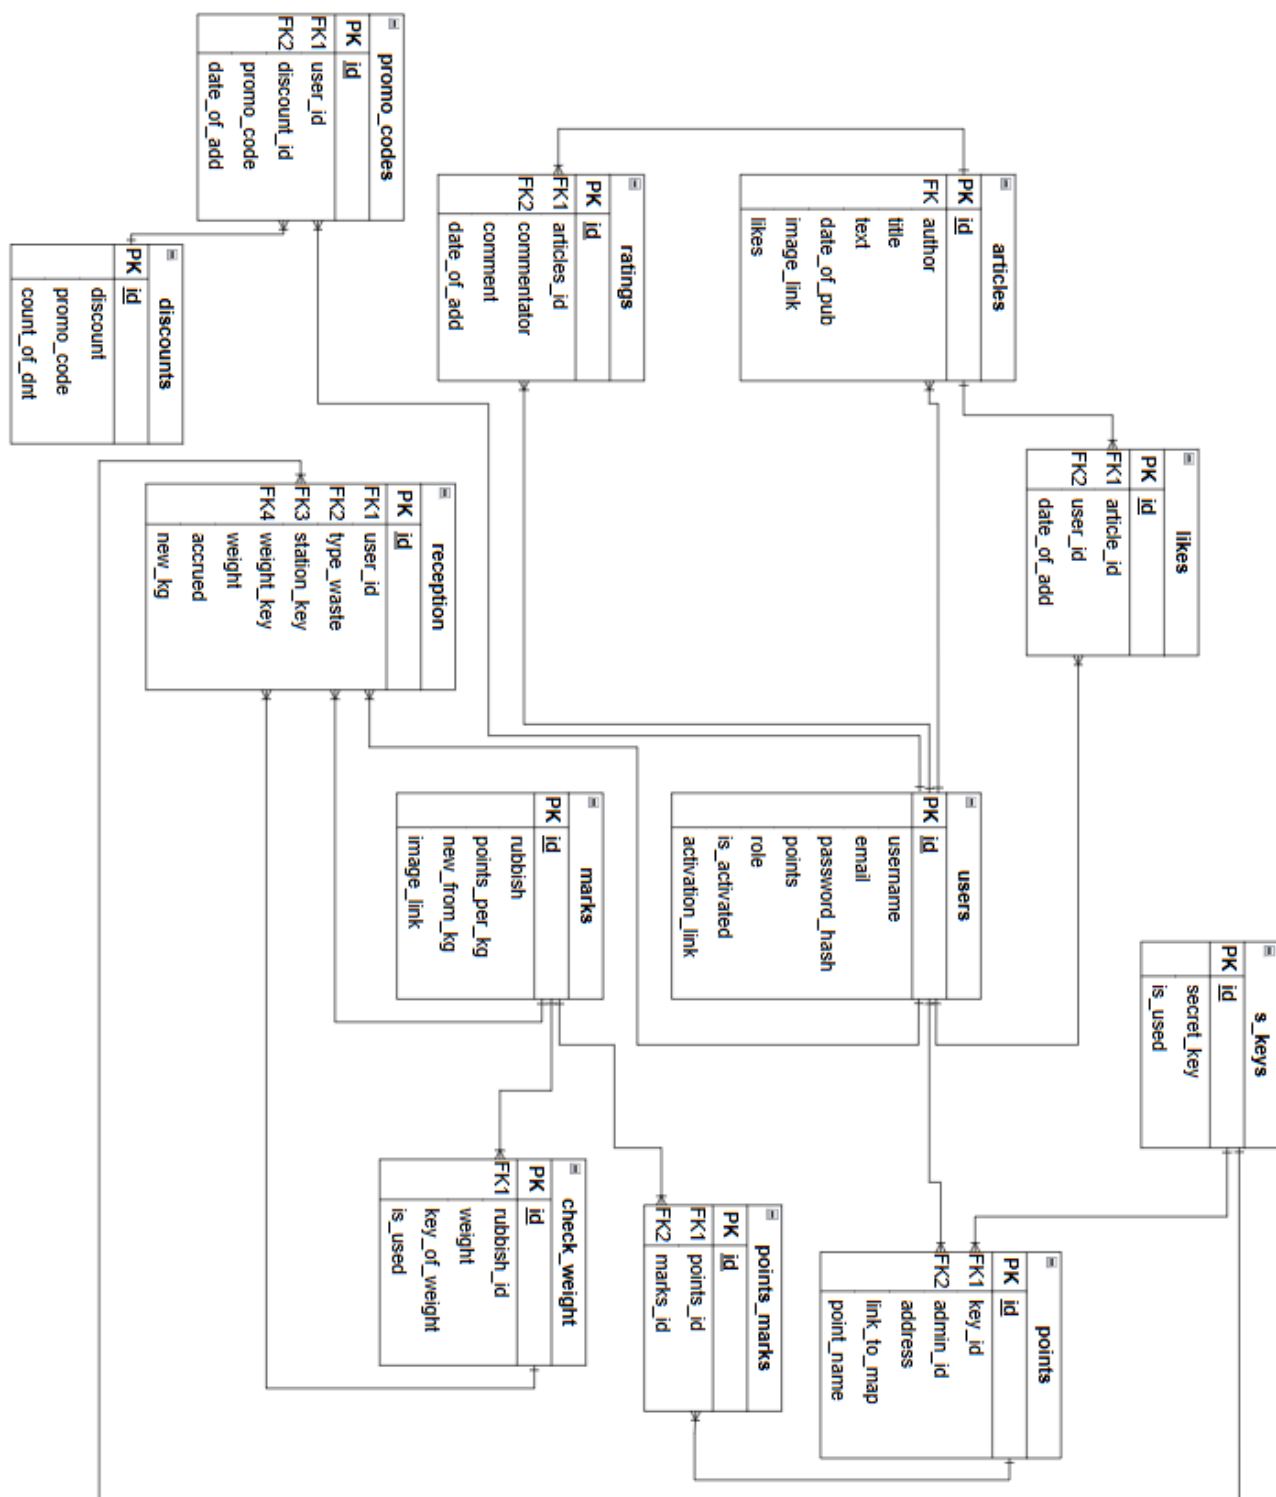 promo_codes
PK id
FK1 user_id
FK2 discount_id
promo_code
date_of_add
discounts
PK id
discount
promo_code
count_of_dnt
ratings
PK id
FK1 articles_id
FK2 commentator
comment
date_of_add
articles
PK id
FK author
title
text
date_of_pub
image_link
likes
likes
PK id
FK1 article_id
FK2 user_id
date_of_add
reception
PK id
FK1 user_id
FK2 type_waste
FK3 station_key
FK4 weight_key
weight
accrued
new_kg
marks
PK id
rubbish
points_per_kg
new_from_kg
image_link
users
PK id
username
email
password_hash
points
role
is_activated
activation_link
s_keys
PK id
secret_key
is_used
check_weight
PK id
FK1 rubbish_id
weight
key_of_weight
is_used
points_marks
PK id
FK1 points_id
FK2 marks_id
points
PK id
FK1 key_id
FK2 admin_id
address
link_to_map
point_name